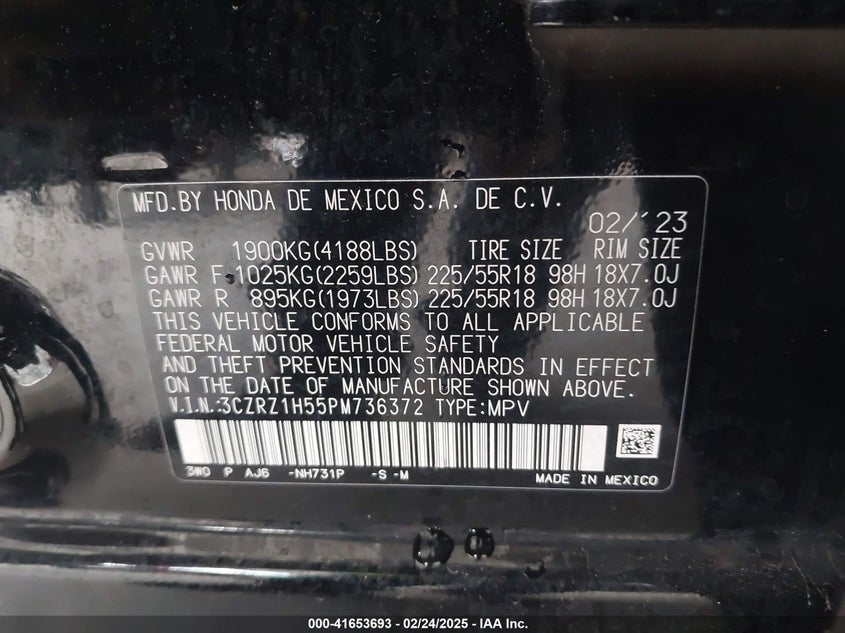 MFD.BY HONDA DE MEXICO S.A. DE C.V.
02/'23
GVWR 1900KG(4188LBS) TIRE SIZE RIM SIZE
GAWR F 1025KG(2259LBS) 225/55R18 98H 18X7.0J
GAWR R 895KG(1973LBS) 225/55R18 98H 18X7.0J
THIS VEHICLE CONFORMS TO ALL APPLICABLE
FEDERAL MOTOR VEHICLE SAFETY
AND THEFT PREVENTION STANDARDS IN EFFECT
ON THE DATE OF MANUFACTURE SHOWN ABOVE.
V.I.N.:3CZRZ1H55PM736372 TYPE:MPV
3W0 P AJ6 -NH731P -S -M
MADE IN MEXICO
000-41653693 - 02/24/2025 - IAA Inc.